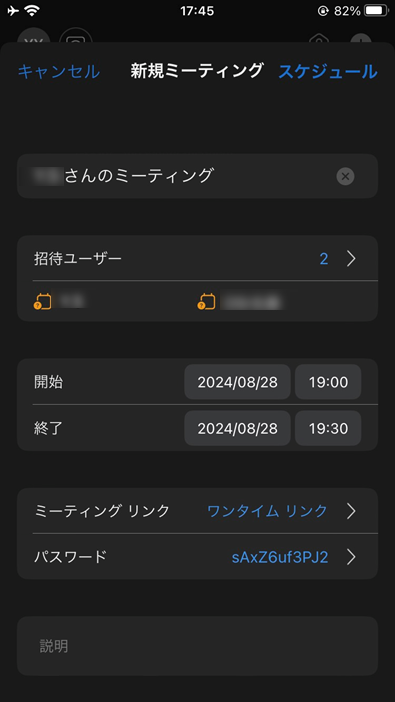 17:45
82%
キャンセル 新規ミーティング スケジュール
さんのミーティング
招待ユーザー 2
開始 2024/08/28 19:00
終了 2024/08/28 19:30
ミーティング リンク ワンタイム リンク
パスワード sAxZ6uf3PJ2
説明